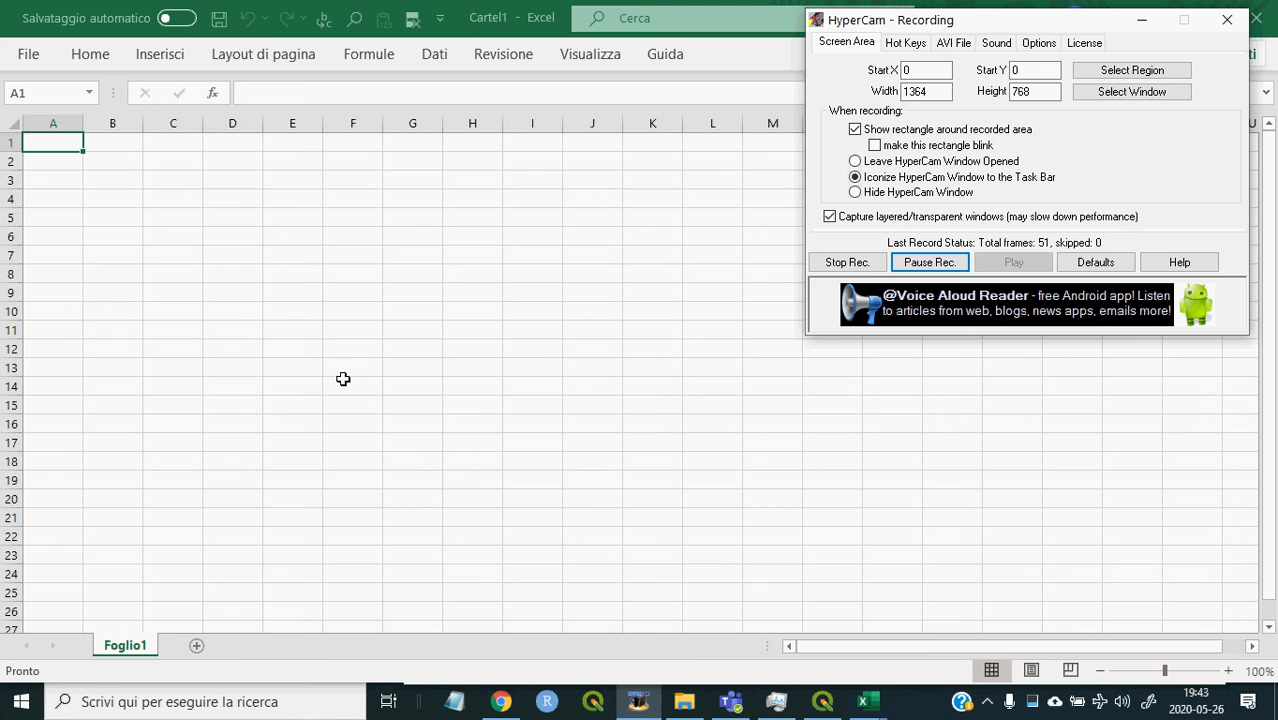 Salvataggio automatico
Cartel1 - Excel
Cerca
File Home Inserisci Layout di pagina Formule Dati Revisione Visualizza Guida
A1
fx
A B C D E F G H I J K L M U
1
2
3
4
5
6
7
8
9
10
11
12
13
14
15
16
17
18
19
20
21
22
23
24
25
26
27
HyperCam - Recording
Screen Area Hot Keys AVI File Sound Options License
Start X 0 Start Y 0 Select Region
Width 1364 Height 768 Select Window
When recording:
Show rectangle around recorded area
make this rectangle blink
Leave HyperCam Window Opened
Iconize HyperCam Window to the Task Bar
Hide HyperCam Window
Capture layered/transparent windows (may slow down performance)
Last Record Status: Total frames: 51, skipped: 0
Stop Rec. Pause Rec. Play Defaults Help
@Voice Aloud Reader - free Android app! Listen
to articles from web, blogs, news apps, emails more!
Foglio1
Pronto
100%
Scrivi qui per eseguire la ricerca
19:43
2020-05-26